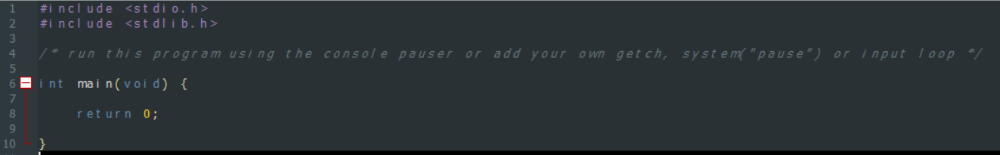 1 #include <stdio.h>
2 #include <stdlib.h>
3
4 /* run this program using the console pauser or add your own getch, system("pause") or input loop */
5
6 int main(void) {
7
8 return 0;
9
10 }